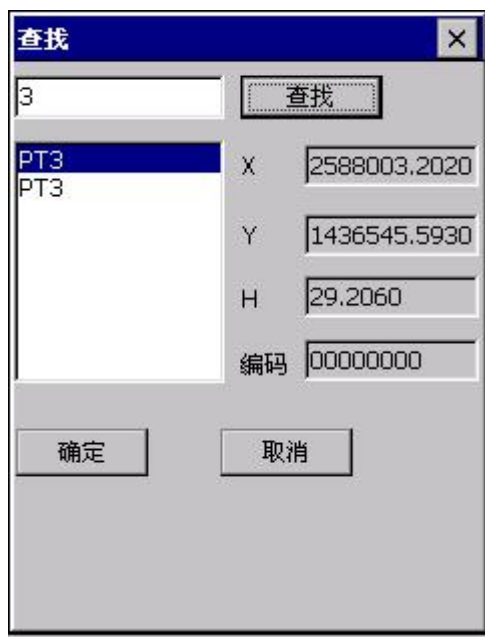 查找
3
查找
PT3
PT3
X
2588003.2020
Y
1436545.5930
H
29.2060
编码
00000000
确定
取消